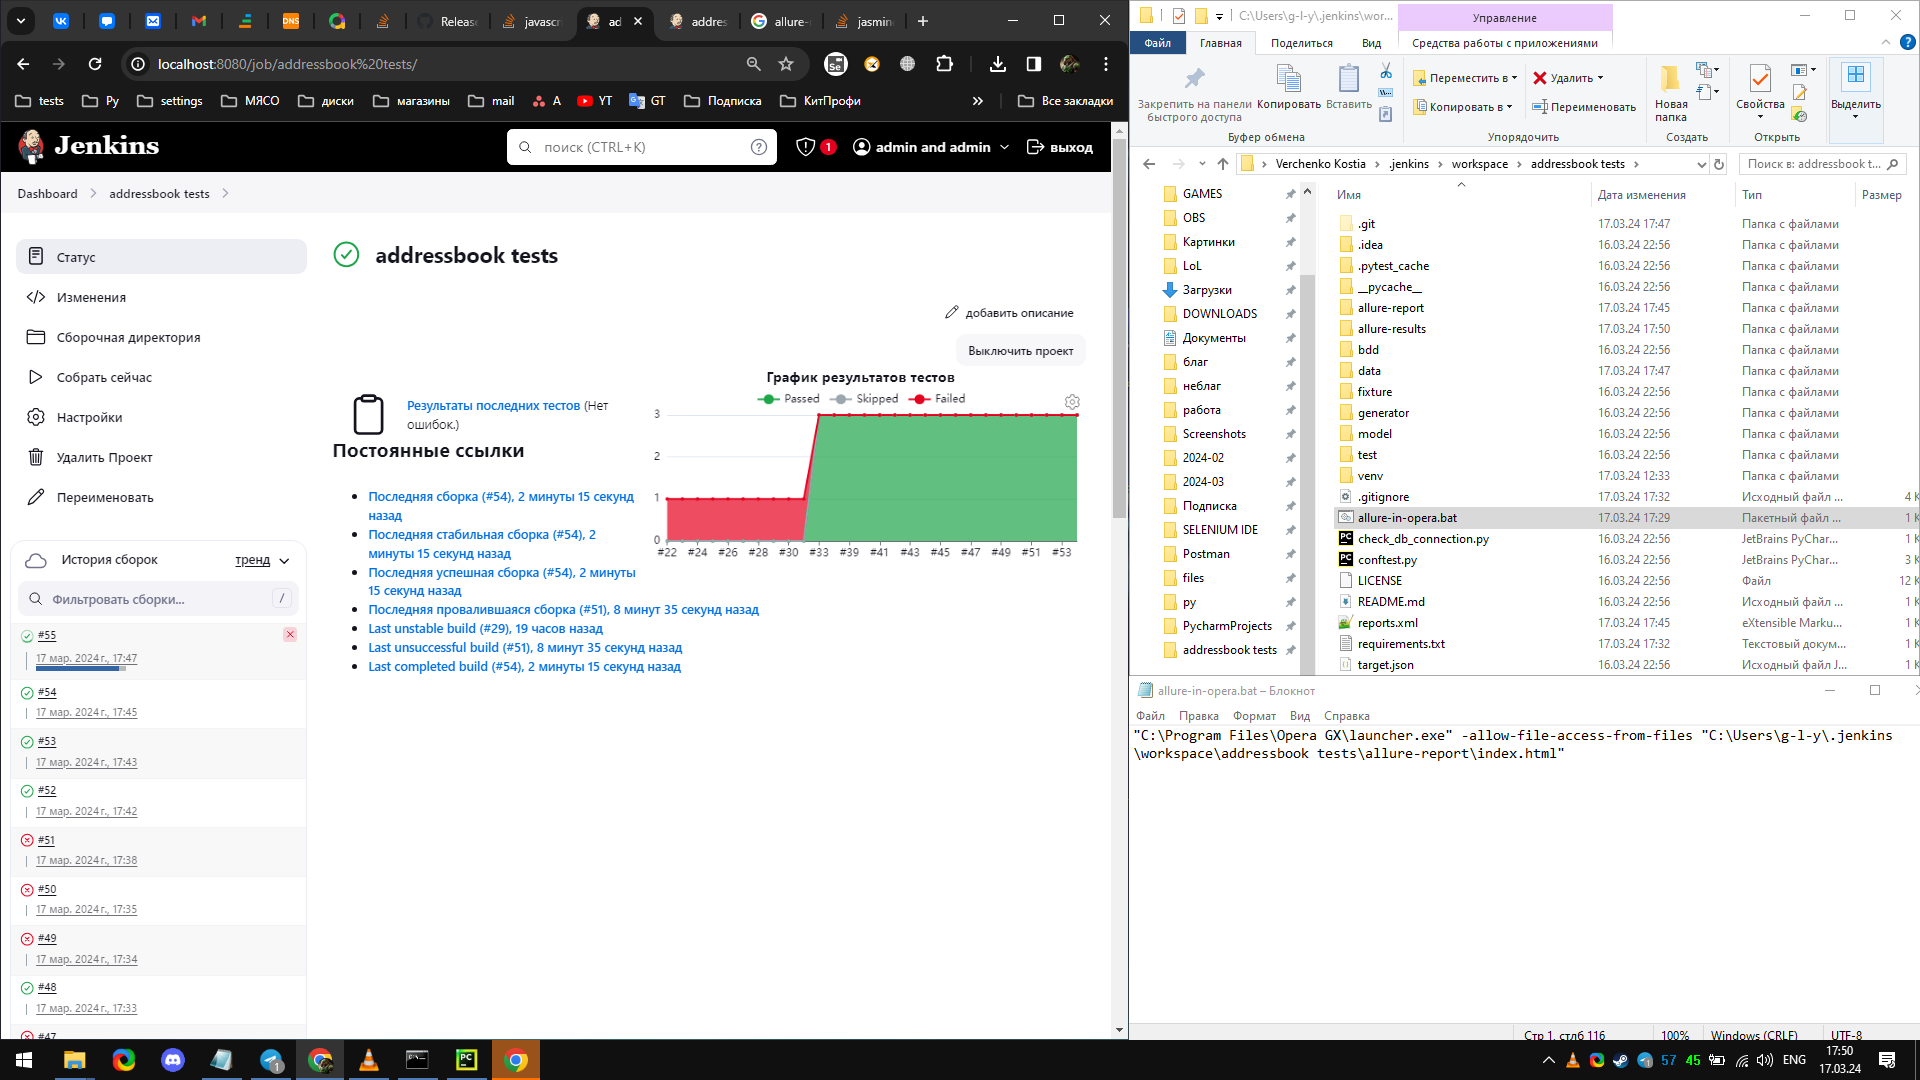 Release
javascri
ad
address
allure-
jasmin
localhost:8080/job/addressbook%20tests/
tests
Py
settings
МЯСО
диски
магазины
mail
A
YT
GT
Подписка
КитПрофи
»
Все закладки
Jenkins
поиск (CTRL+K)
1
admin and admin
выход
Dashboard
addressbook tests
Статус
Изменения
Сборочная директория
Собрать сейчас
Настройки
Удалить Проект
Переименовать
История сборок
тренд
Фильтровать сборки...
/
#55
17 мар. 2024 г., 17:47
#54
17 мар. 2024 г., 17:45
#53
17 мар. 2024 г., 17:43
#52
17 мар. 2024 г., 17:42
#51
17 мар. 2024 г., 17:38
#50
17 мар. 2024 г., 17:35
#49
17 мар. 2024 г., 17:34
#48
17 мар. 2024 г., 17:33
#47
addressbook tests
добавить описание
Выключить проект
Результаты последних тестов (Нет
ошибок.)
Постоянные ссылки
Последняя сборка (#54), 2 минуты 15 секунд
назад
Последняя стабильная сборка (#54), 2
минуты 15 секунд назад
Последняя успешная сборка (#54), 2 минуты
15 секунд назад
Последняя провалившаяся сборка (#51), 8 минут 35 секунд назад
Last unstable build (#29), 19 часов назад
Last unsuccessful build (#51), 8 минут 35 секунд назад
Last completed build (#54), 2 минуты 15 секунд назад
График результатов тестов
Passed Skipped Failed
3
2
1
0
#22 #24 #26 #28 #30 #33 #39 #41 #43 #45 #47 #49 #51 #53
C:\Users\g-l-y\.jenkins\wor...
Управление
Файл
Главная
Поделиться
Вид
Средства работы с приложениями
Закрепить на панели
быстрого доступа
Копировать
Вставить
Буфер обмена
Переместить в
Копировать в
Удалить
Переименовать
Упорядочить
Новая
папка
Создать
Свойства
Открыть
Выделить
Verchenko Kostia
.jenkins
workspace
addressbook tests
Поиск в: addressbook t...
GAMES
OBS
Картинки
LoL
Загрузки
DOWNLOADS
Документы
благ
неблаг
работа
Screenshots
2024-02
2024-03
Подписка
SELENIUM IDE
Postman
files
py
PycharmProjects
addressbook tests
Имя Дата изменения Тип Размер
.git 17.03.24 17:47 Папка с файлами
.idea 16.03.24 22:56 Папка с файлами
.pytest_cache 16.03.24 22:56 Папка с файлами
__pycache__ 16.03.24 22:56 Папка с файлами
allure-report 17.03.24 17:45 Папка с файлами
allure-results 17.03.24 17:50 Папка с файлами
bdd 16.03.24 22:56 Папка с файлами
data 17.03.24 17:47 Папка с файлами
fixture 16.03.24 22:56 Папка с файлами
generator 16.03.24 22:56 Папка с файлами
model 16.03.24 22:56 Папка с файлами
test 16.03.24 22:56 Папка с файлами
venv 17.03.24 12:33 Папка с файлами
.gitignore 17.03.24 17:32 Исходный файл ... 4 К
allure-in-opera.bat 17.03.24 17:29 Пакетный файл ... 1 К
check_db_connection.py 16.03.24 22:56 JetBrains PyChar... 1 К
conftest.py 16.03.24 22:56 JetBrains PyChar... 3 К
LICENSE 16.03.24 22:56 Файл 12 К
README.md 16.03.24 22:56 Исходный файл ... 1 К
reports.xml 17.03.24 17:45 eXtensible Marku... 1 К
requirements.txt 17.03.24 17:32 Текстовый докум... 1 К
target.json 16.03.24 22:56 Исходный файл J... 1 К
allure-in-opera.bat – Блокнот
Файл Правка Формат Вид Справка
"C:\Program Files\Opera GX\launcher.exe" -allow-file-access-from-files "C:\Users\g-l-y\.jenkins
\workspace\addressbook tests\allure-report\index.html"
Стр 1, стлб 116
100%
Windows (CRLF)
UTF-8
57
45
ENG
17:50
17.03.24